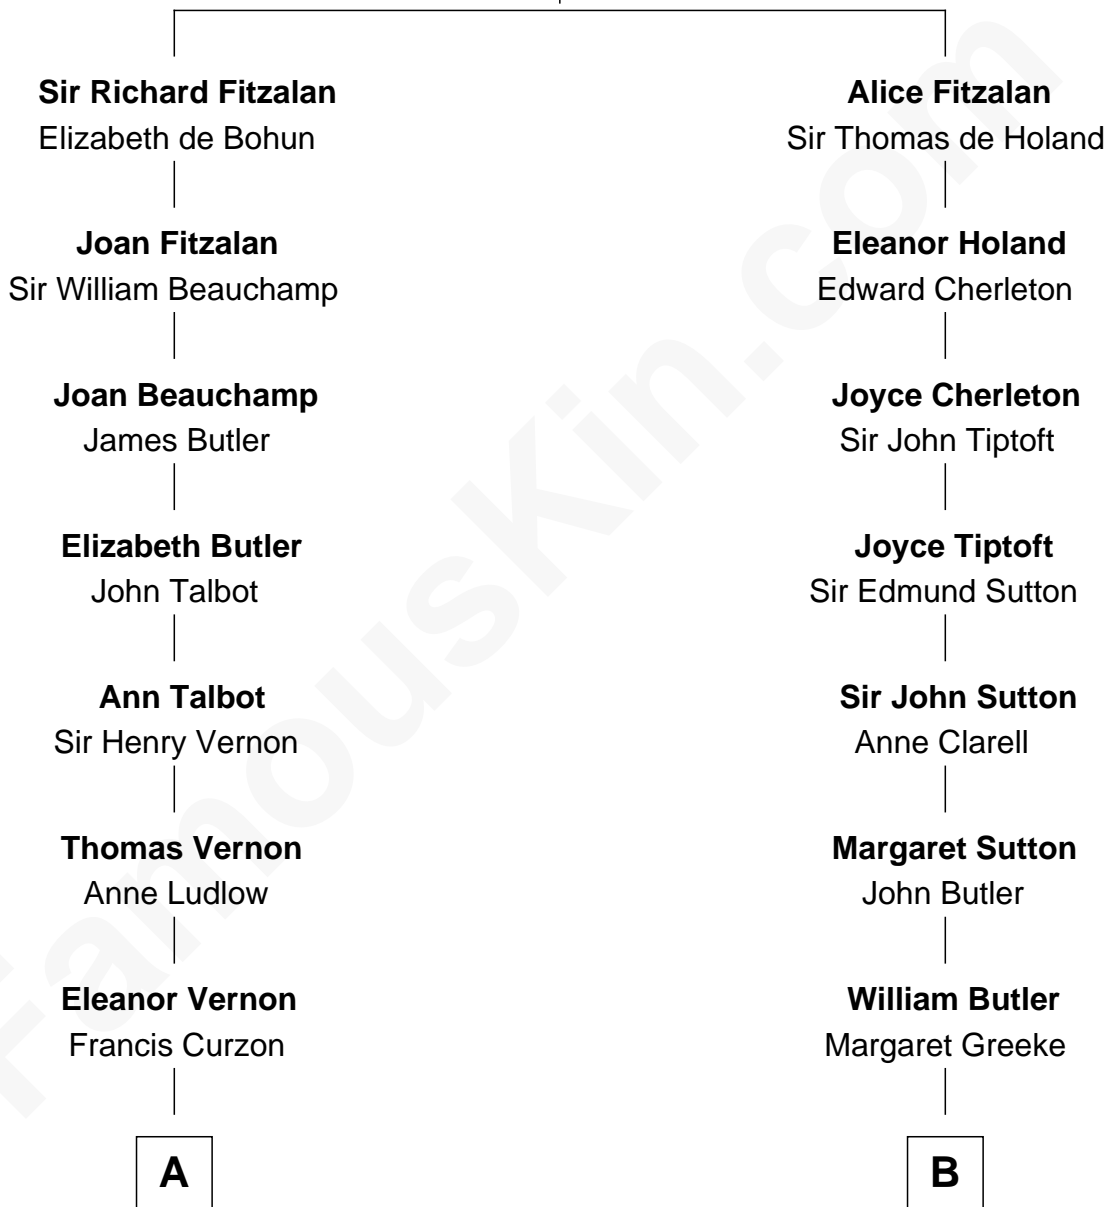 Sir Richard Fitzalan
Elizabeth de Bohun
Joan Fitzalan
Sir William Beauchamp
Joan Beauchamp
James Butler
Elizabeth Butler
John Talbot
Ann Talbot
Sir Henry Vernon
Thomas Vernon
Anne Ludlow
Eleanor Vernon
Francis Curzon
A
Alice Fitzalan
Sir Thomas de Holand
Eleanor Holand
Edward Cherleton
Joyce Cherleton
Sir John Tiptoft
Joyce Tiptoft
Sir Edmund Sutton
Sir John Sutton
Anne Clarell
Margaret Sutton
John Butler
William Butler
Margaret Greeke
B
FamousKin.com